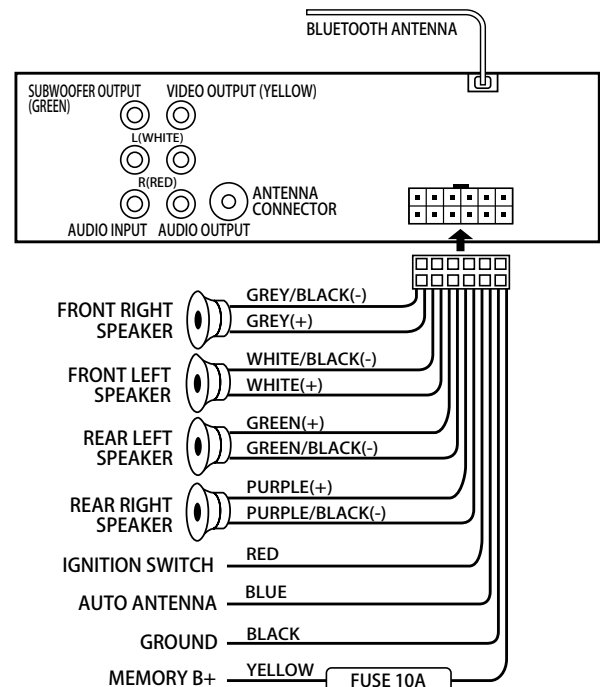 BLUETOOTH ANTENNA
SUBWOOFER OUTPUT
(GREEN)
VIDEO OUTPUT (YELLOW)
L(WHITE)
R(RED)
ANTENNA
CONNECTOR
AUDIO INPUT
AUDIO OUTPUT
FRONT RIGHT
SPEAKER
GREY/BLACK(-)
GREY(+)
FRONT LEFT
SPEAKER
WHITE/BLACK(-)
WHITE(+)
REAR LEFT
SPEAKER
GREEN(+)
GREEN/BLACK(-)
REAR RIGHT
SPEAKER
PURPLE(+)
PURPLE/BLACK(-)
IGNITION SWITCH
RED
AUTO ANTENNA
BLUE
GROUND
BLACK
MEMORY B+
YELLOW
FUSE 10A